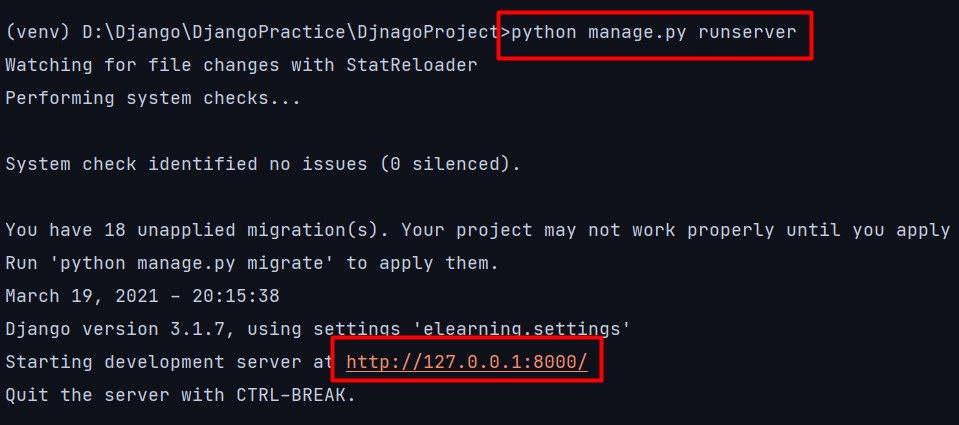 (venv) D:\Django\DjangoPractice\DjnagoProject>python manage.py runserver
Watching for file changes with StatReloader
Performing system checks...
System check identified no issues (0 silenced).
You have 18 unapplied migration(s). Your project may not work properly until you apply
Run 'python manage.py migrate' to apply them.
March 19, 2021 - 20:15:38
Django version 3.1.7, using settings 'elearning.settings'
Starting development server at http://127.0.0.1:8000/
Quit the server with CTRL-BREAK.